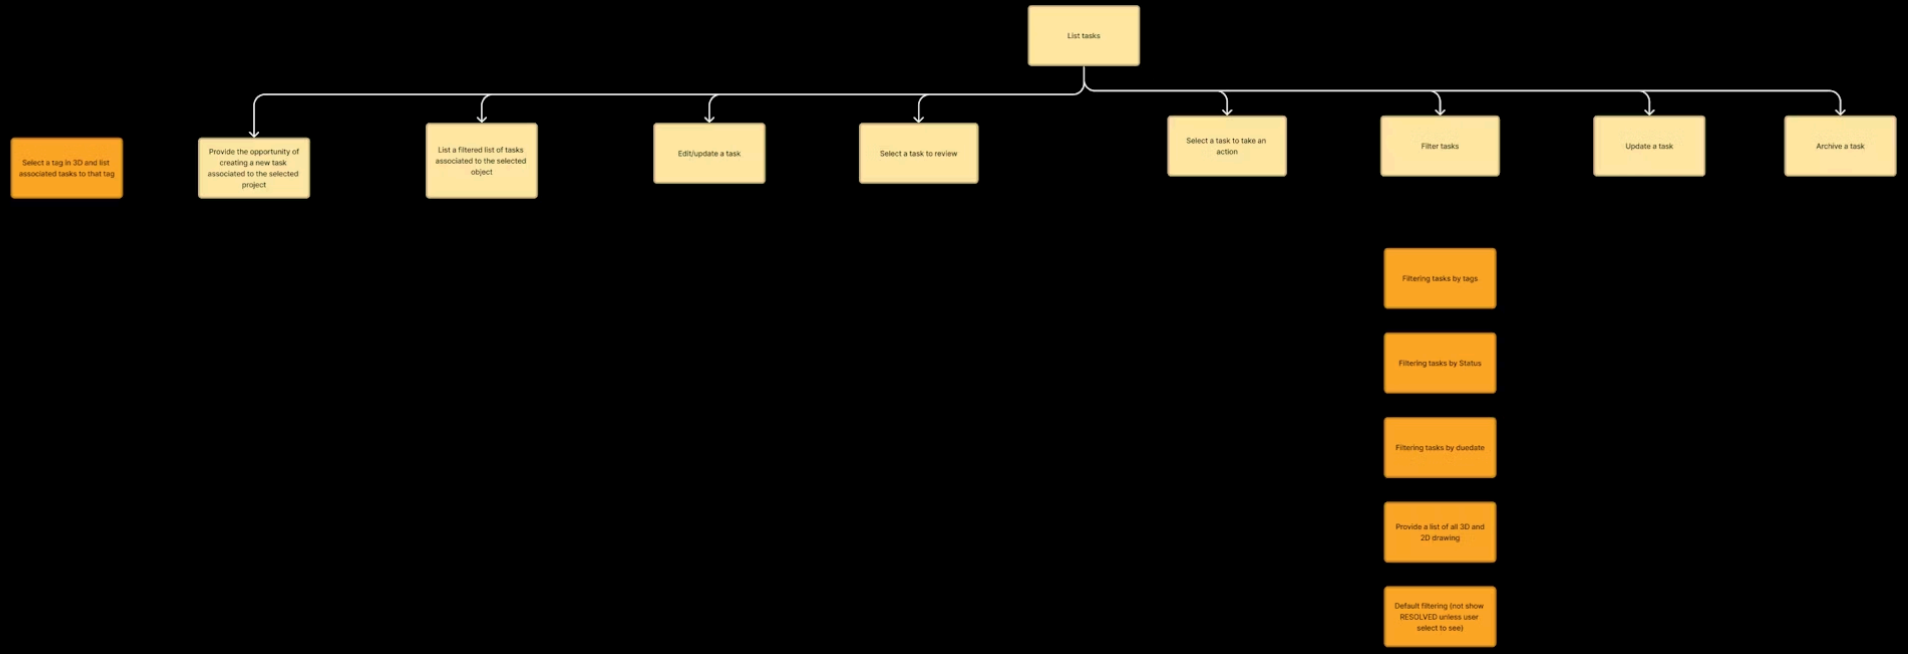 List tasks
Select a tag in 3D and list
associated tasks to that tag
Provide the opportunity of
creating a new task
associated to the selected
project
List a filtered list of tasks
associated to the selected
object
Edit/update a task
Select a task to review
Select a task to take an
action
Filter tasks
Update a task
Archive a task
Filtering tasks by tags
Filtering tasks by Status
Filtering tasks by duedate
Provide a list of all 3D and
2D drawing
Default filtering (not show
RESOLVED unless user
select to see)